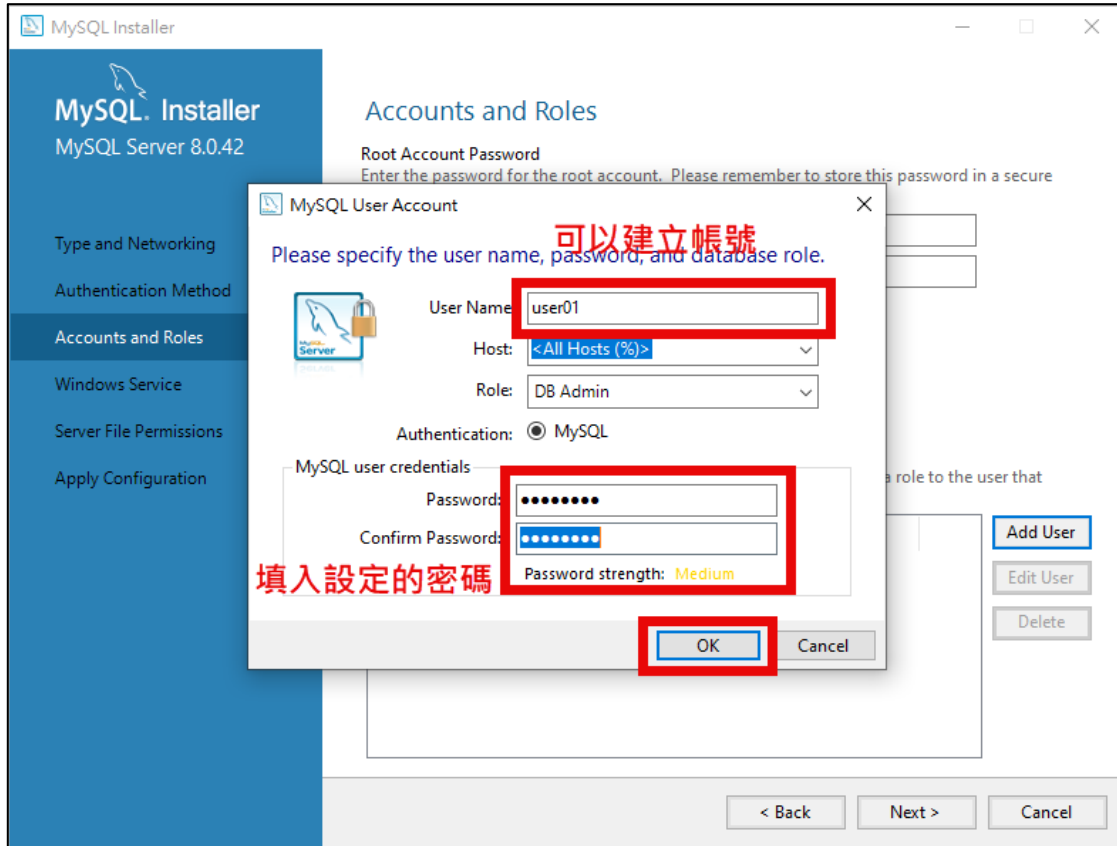 MySQL Installer
MySQL. Installer
MySQL Server 8.0.42
Type and Networking
Authentication Method
Accounts and Roles
Windows Service
Server File Permissions
Apply Configuration
Accounts and Roles
Root Account Password
Enter the password for the root account. Please remember to store this password in a secure
MySQL User Account
可以建立帳號
Please specify the user name, password, and database role.
MySQL Server
User Name
user01
Host:
<All Hosts (%)>
Role:
DB Admin
Authentication:
MySQL
MySQL user credentials
Password:
●●●●●●●●
Confirm Password:
●●●●●●●●
填入設定的密碼
Password strength: Medium
OK
Cancel
a role to the user that
Add User
Edit User
Delete
< Back
Next >
Cancel